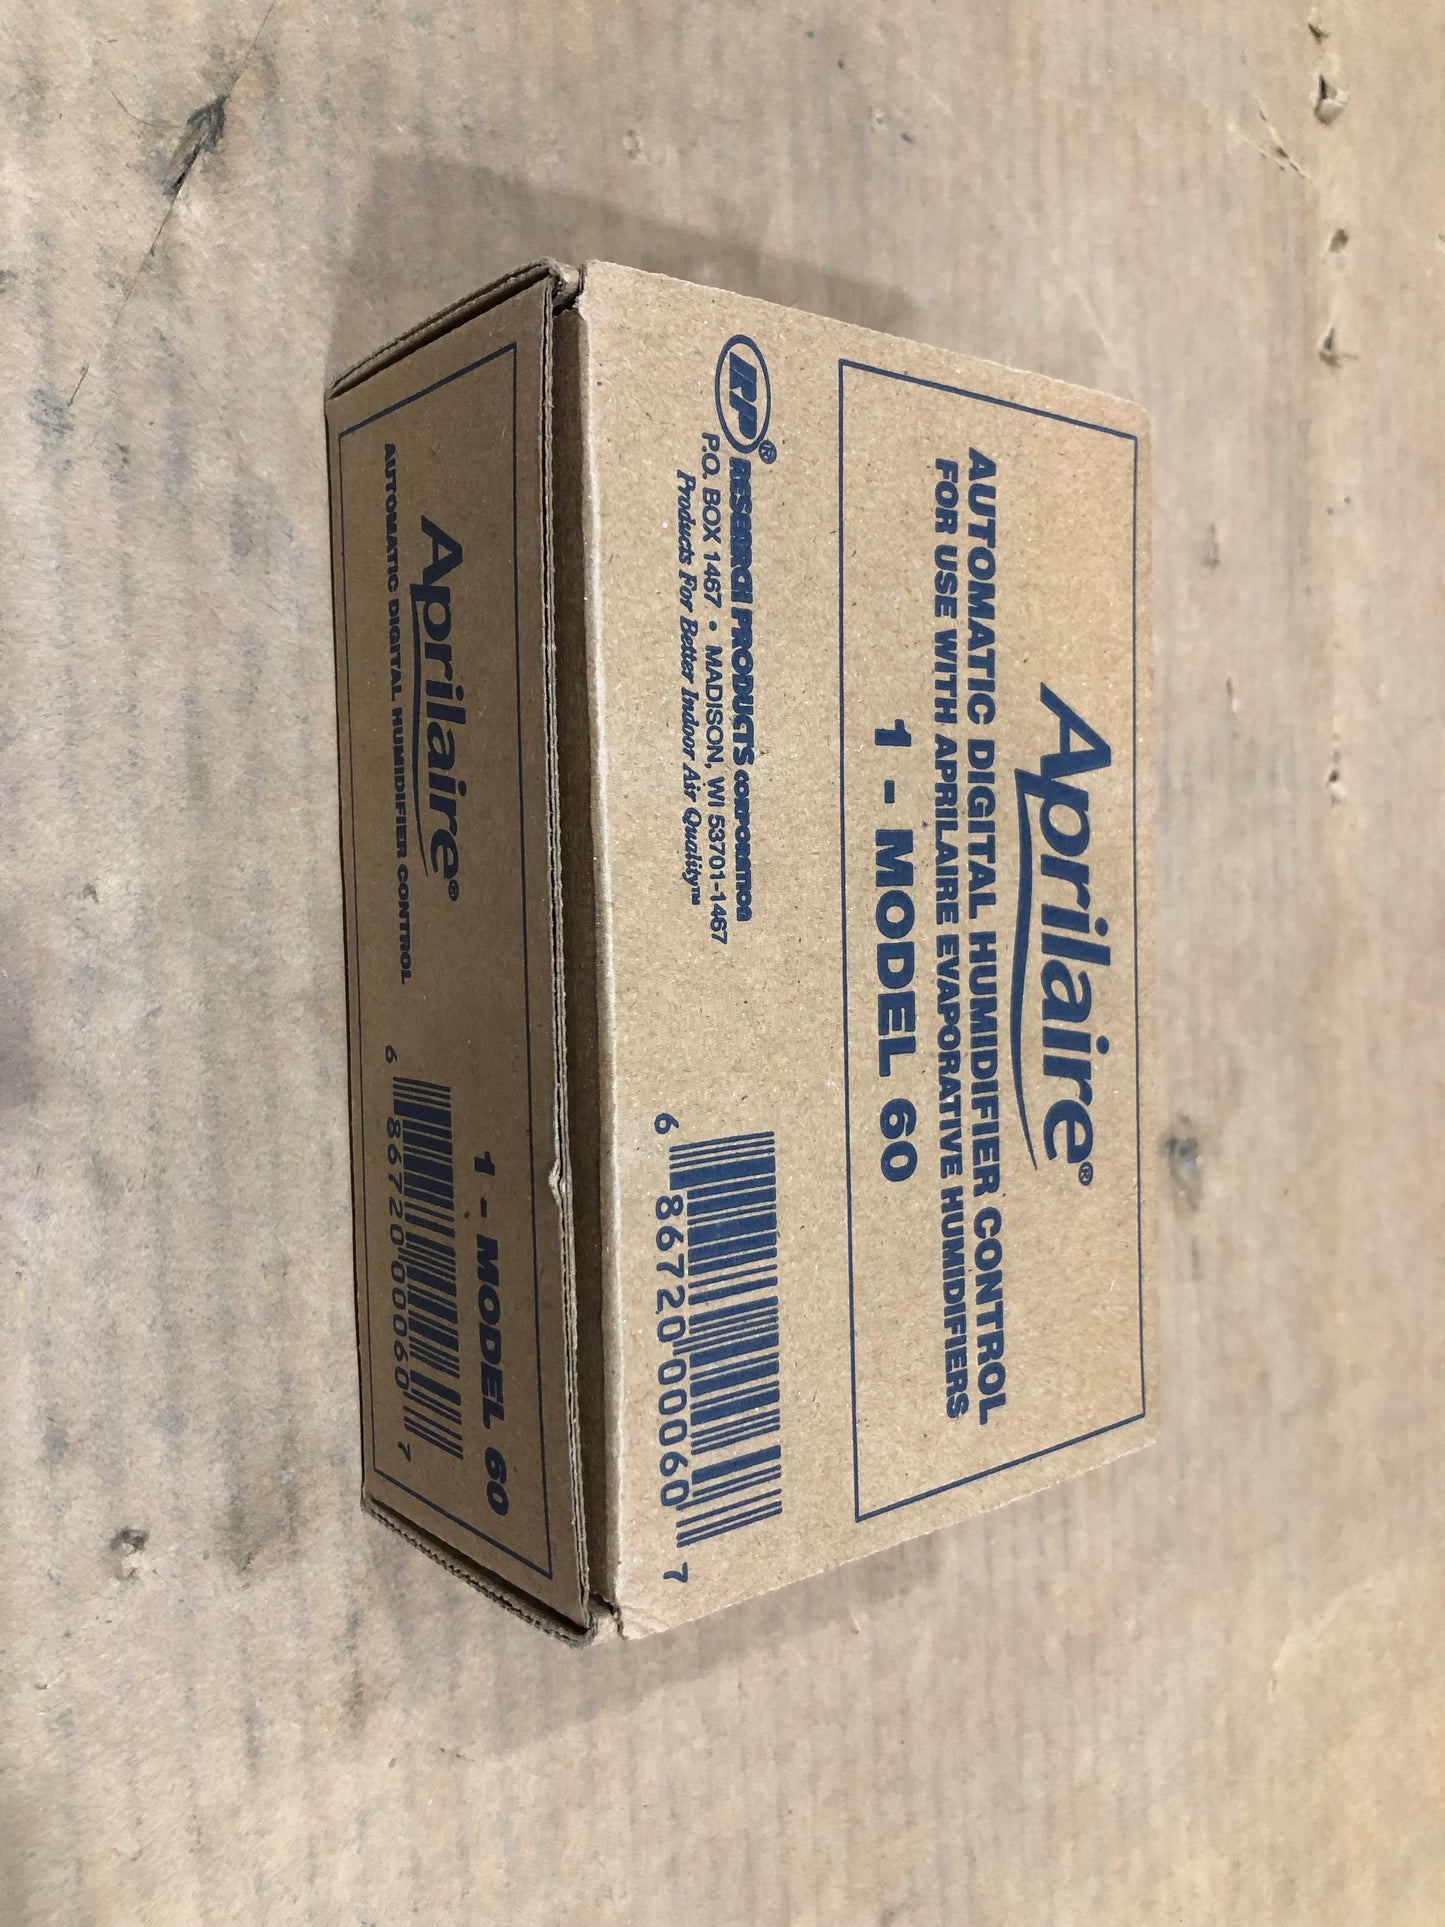 Aprilaire®
AUTOMATIC DIGITAL HUMIDIFIER CONTROL
FOR USE WITH APRILAIRE EVAPORATIVE HUMIDIFIERS
1 - MODEL 60
RP®
RESEARCH PRODUCTS CORPORATION
P.O. BOX 1467 • MADISON, WI 53701-1467
Products For Better Indoor Air Quality™
6 86720 00060 7
Aprilaire®
AUTOMATIC DIGITAL HUMIDIFIER CONTROL
1 - MODEL 60
6 86720 00060 7